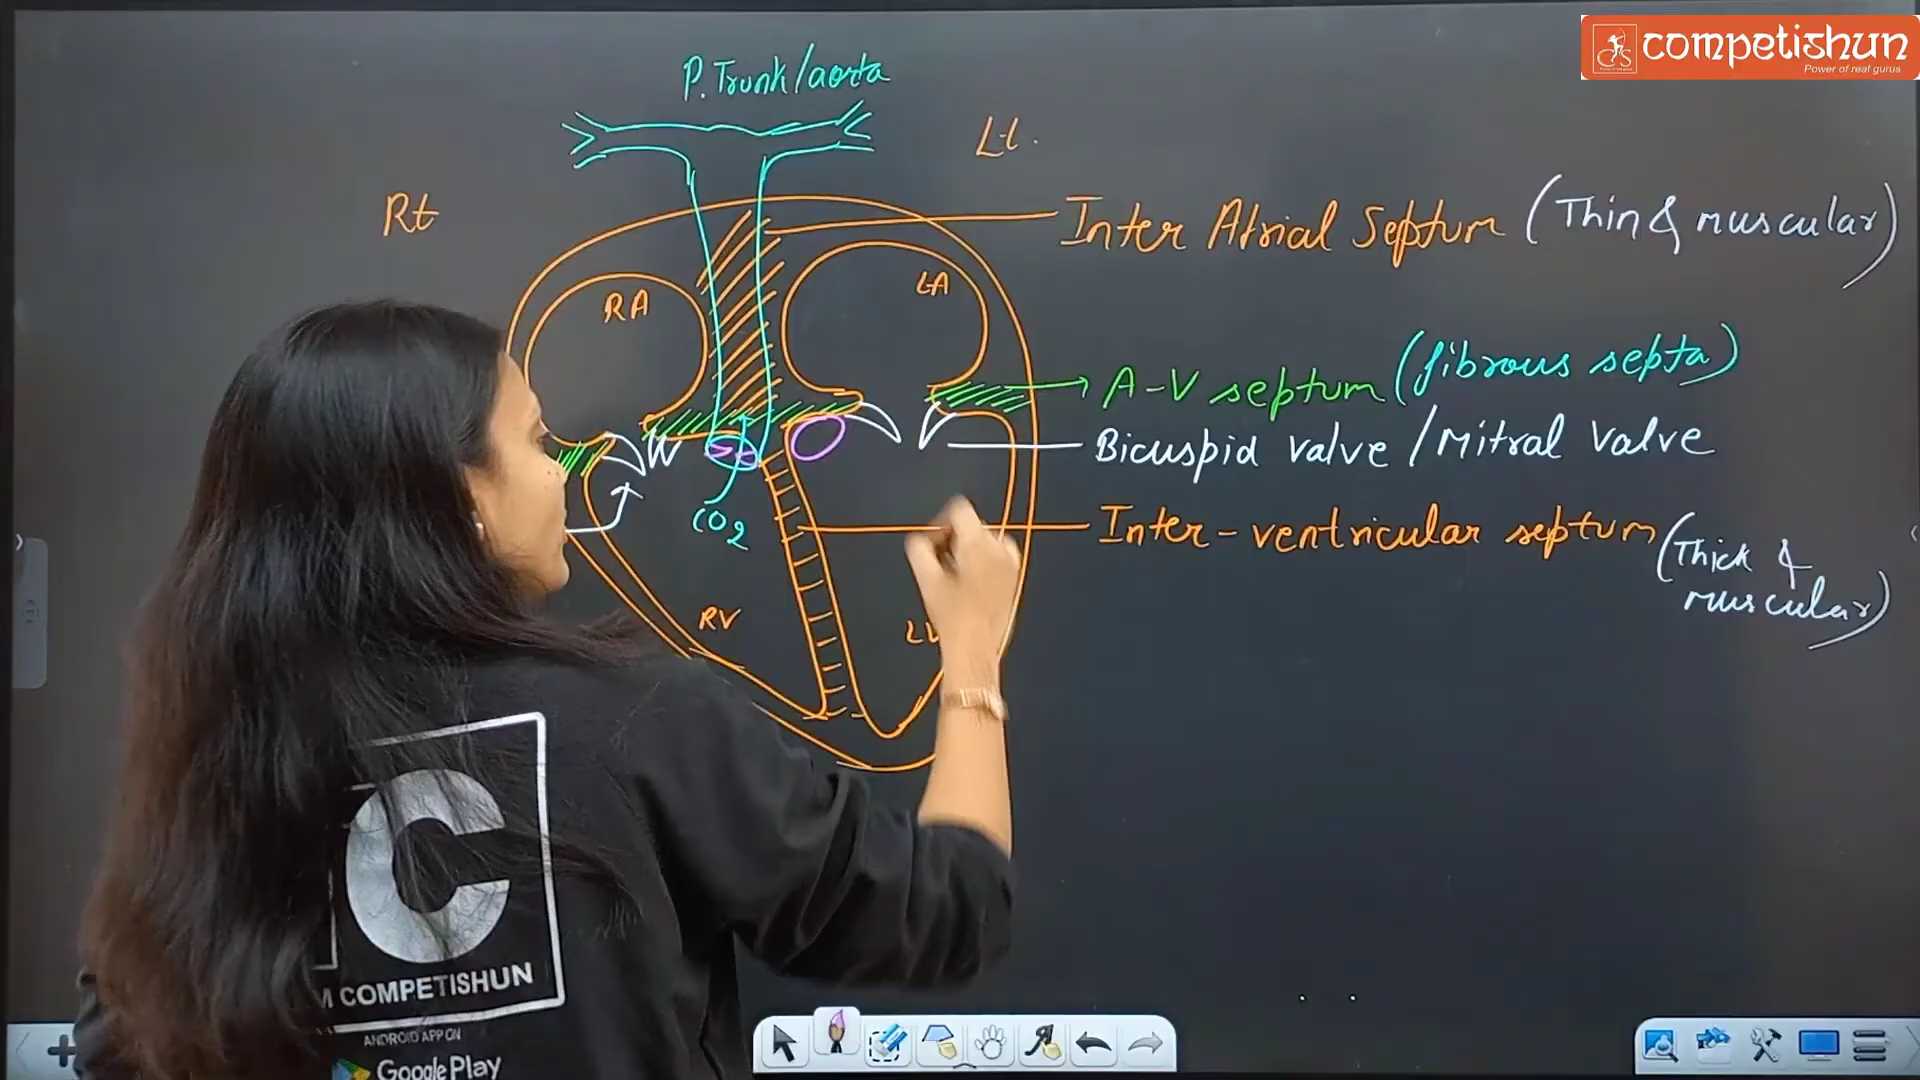 competishun
Power of real gurus
P. Trunk/aorta
Lt.
Rt
Inter Atrial Septum (Thin & muscular)
RA
LA
A-V septum (fibrous septa)
Bicuspid valve / Mitral Valve
CO2
Inter-ventricular septum (Thick &
muscular)
RV
LV
C
M COMPETISHUN
ANDROID APP ON
Google Play